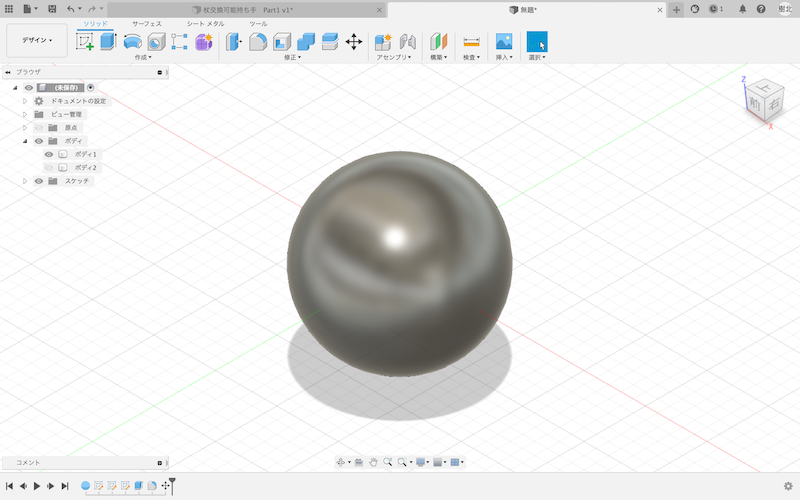 杖交換可能持ち手 Part1 v1*
無題*
1
樹北
デザイン
ソリッド
サーフェス
シート メタル
ツール
作成
修正
アセンブリ
構築
検査
挿入
選択
ブラウザ
(未保存)
ドキュメントの設定
ビュー管理
原点
ボディ
ボディ1
ボディ2
スケッチ
Z
上
前
右
X
コメント